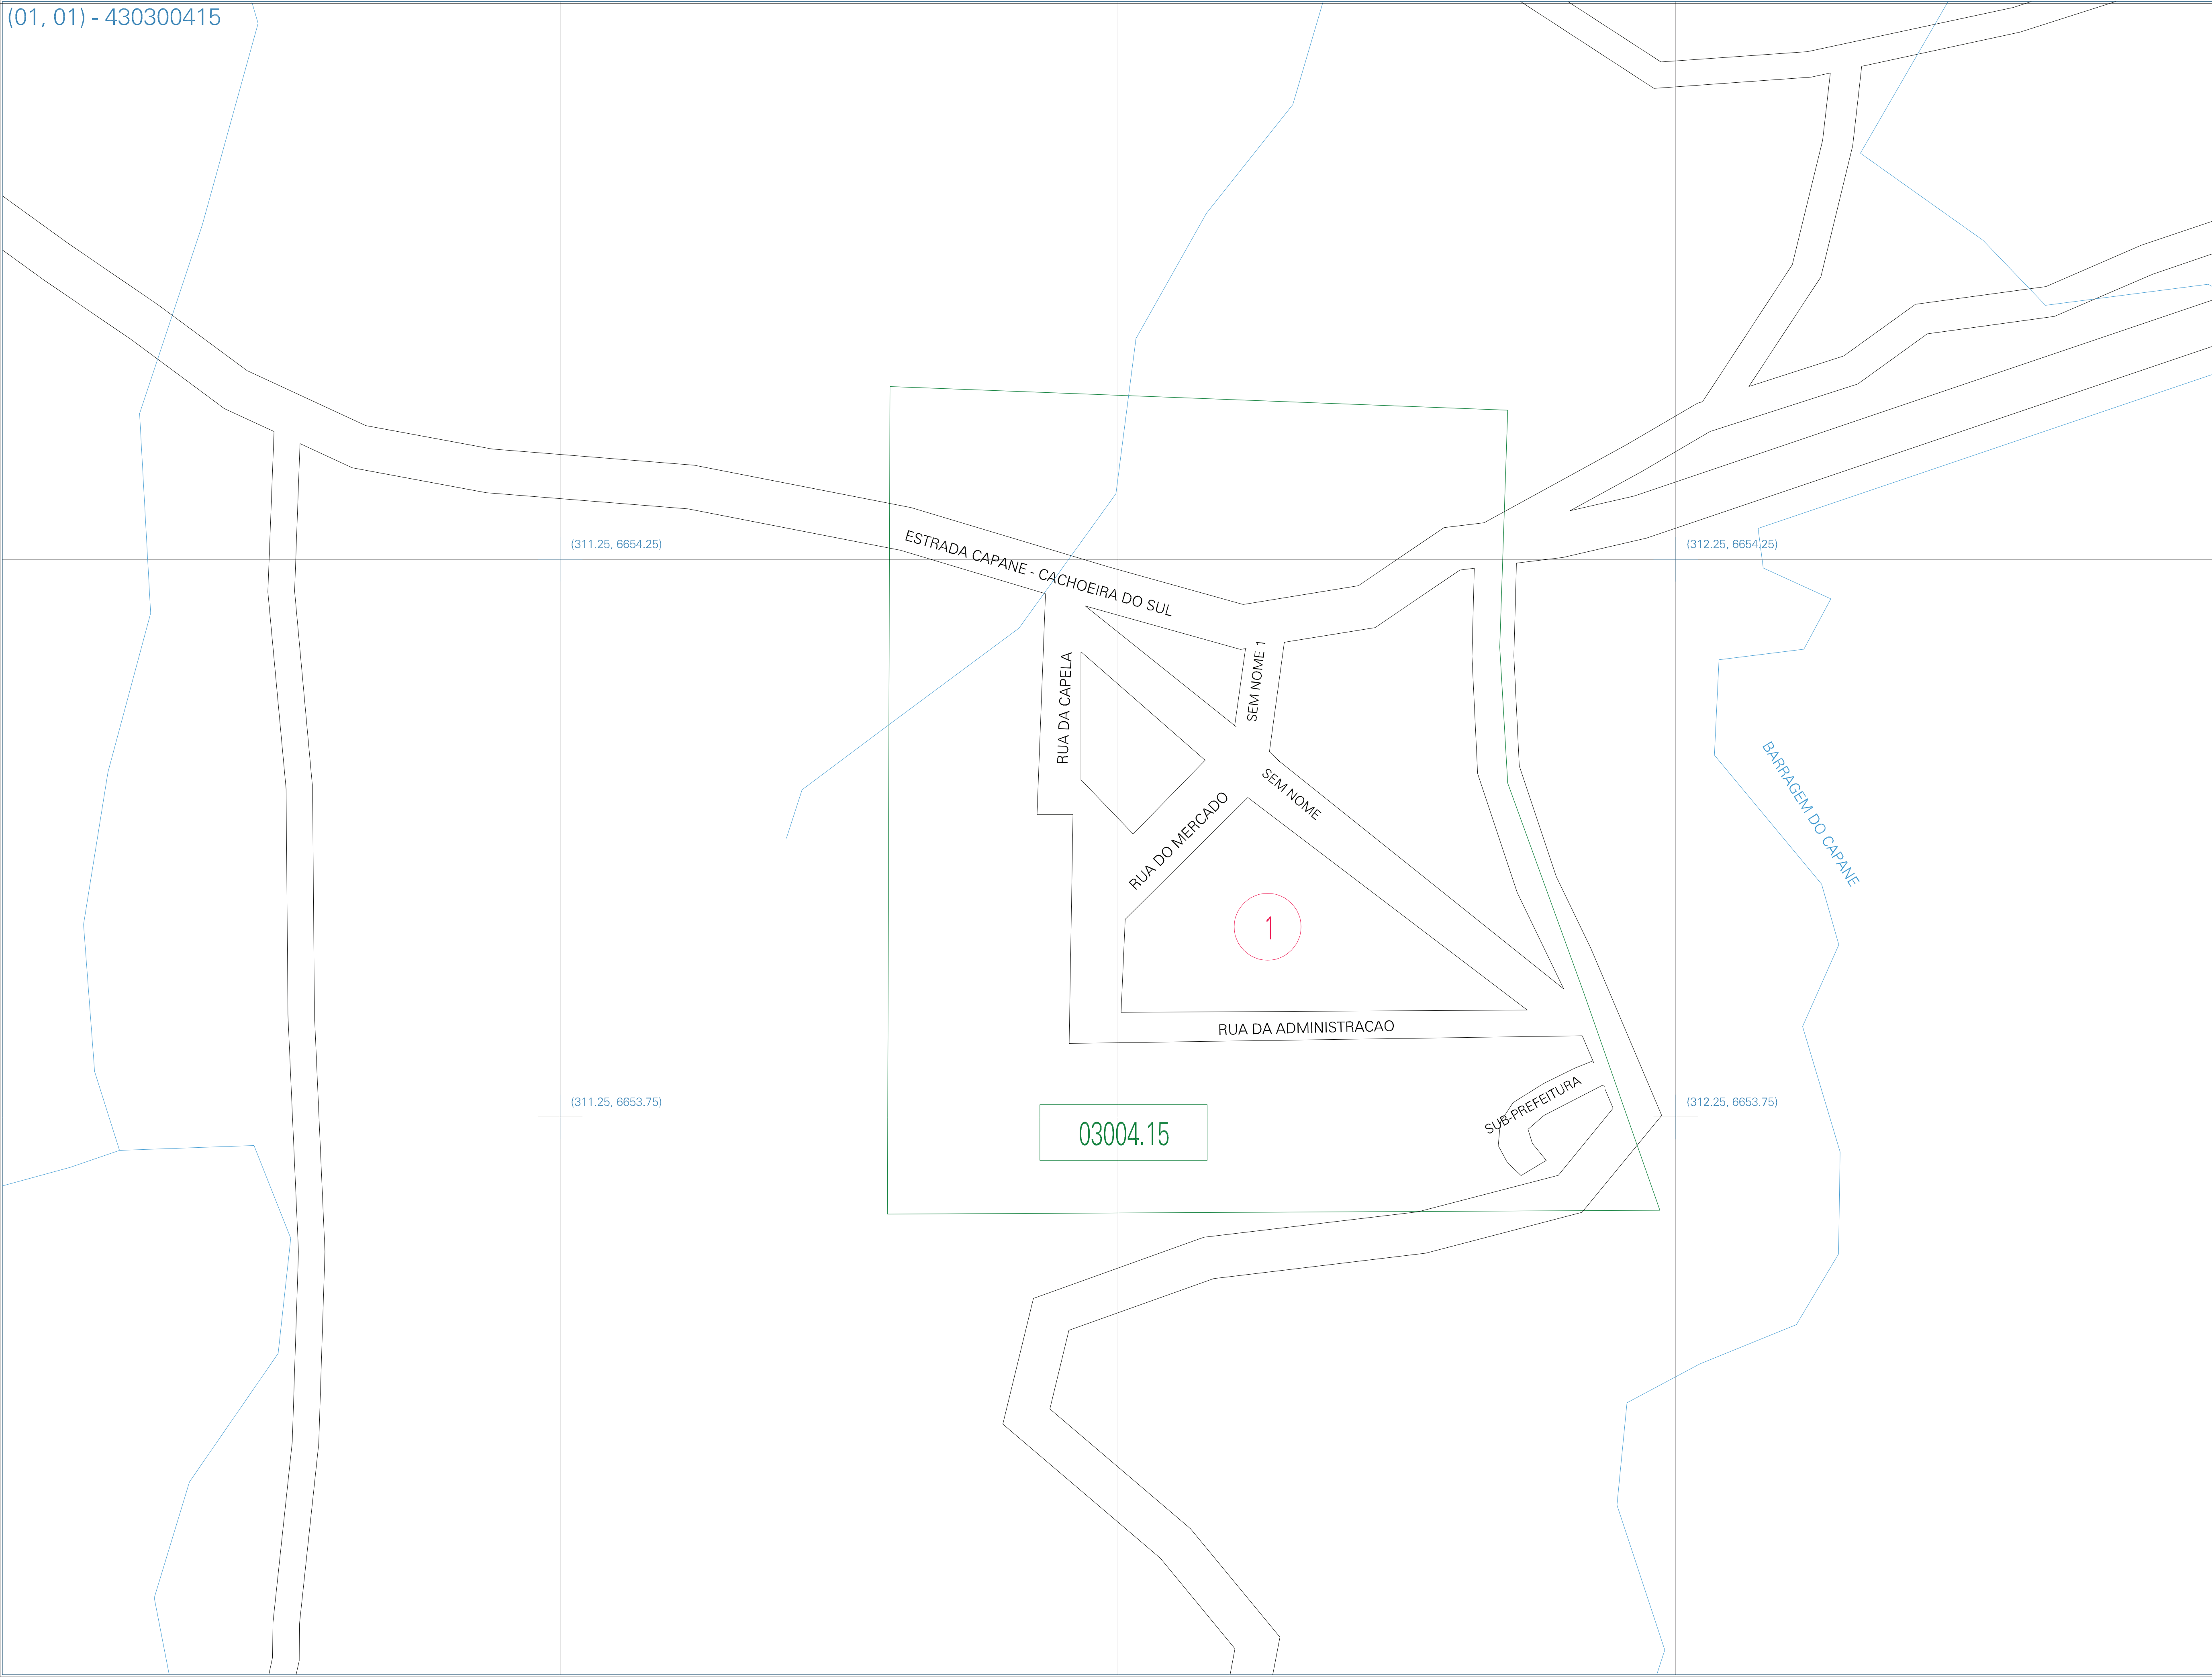 (01, 01) - 430300415
ESTRADA CAPANE - CACHOEIRA DO SUL
(311.25, 6654.25)
(312.25, 6654.25)
RUA DA CAPELA
SEM NOME 1
SEM NOME
RUA DO MERCADO
BARRAGEM DO CAPANE
1
RUA DA ADMINISTRACAO
SUB-PREFEITURA
(311.25, 6653.75)
(312.25, 6653.75)
03004.15